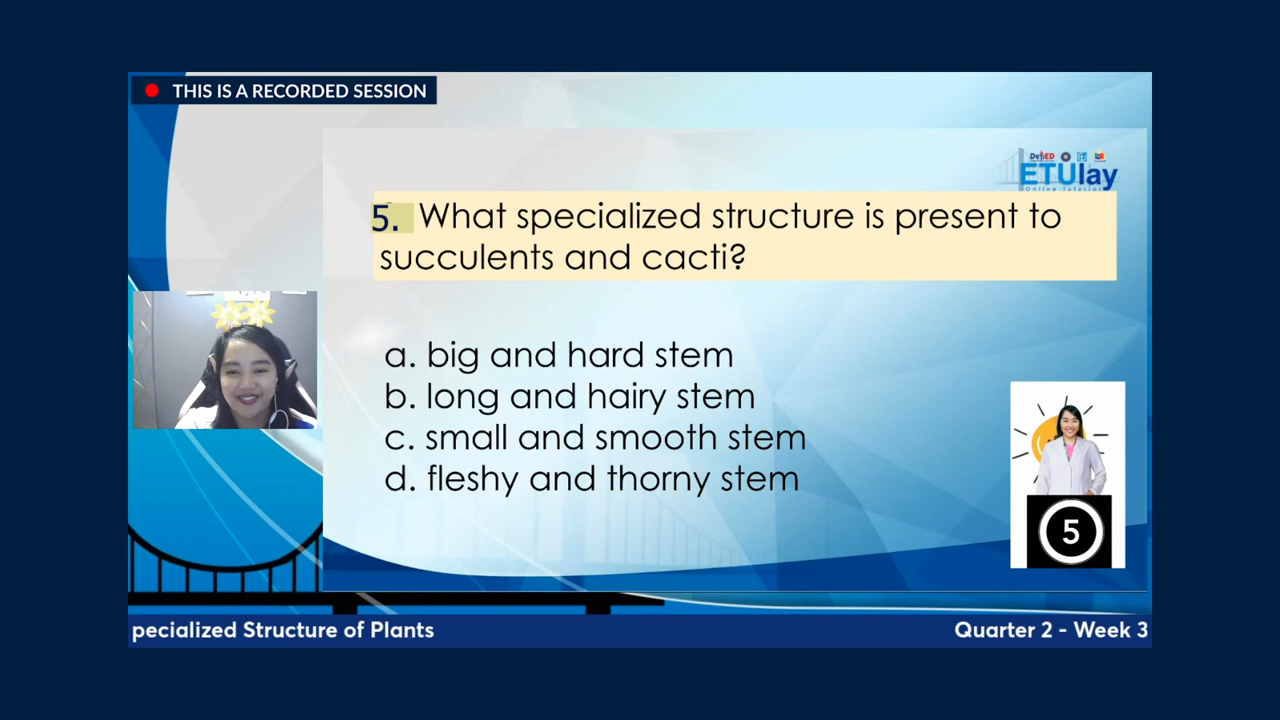 THIS IS A RECORDED SESSION
DepED
ETUlay
5. What specialized structure is present to
succulents and cacti?
a. big and hard stem
b. long and hairy stem
c. small and smooth stem
d. fleshy and thorny stem
5
pecialized Structure of Plants
Quarter 2 - Week 3